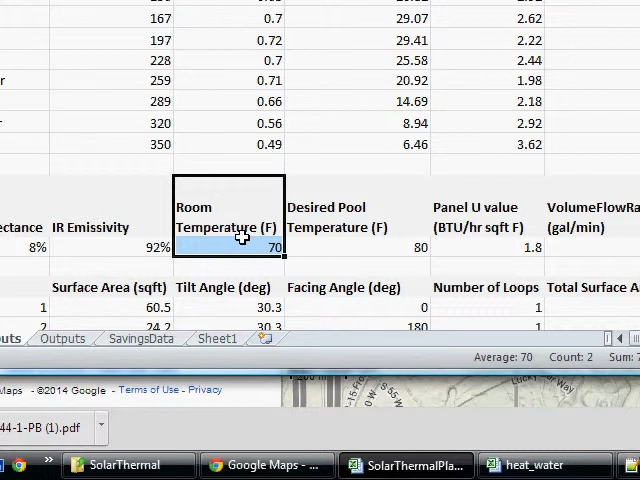 167 0.7 29.07 2.62
197 0.72 29.41 2.22
228 0.7 25.58 2.44
259 0.71 20.92 1.98
289 0.66 14.69 2.18
320 0.56 8.94 2.92
350 0.49 6.46 3.62
Room Desired Pool Panel U value VolumeFlowRa
ectance IR Emissivity Temperature (F) Temperature (F) (BTU/hr sqft F) (gal/min)
8% 92% 70 80 1.8
Surface Area (sqft) Tilt Angle (deg) Facing Angle (deg) Number of Loops Total Surface A
1 60.5 30.3 0 1
2 24.2 30.3 180 1
uts Outputs SavingsData Sheet1
Average: 70 Count: 2 Sum: 7
Maps - ©2014 Google - Terms of Use - Privacy
44-1-PB (1).pdf
SolarThermal Google Maps - ... SolarThermalPla... heat_water